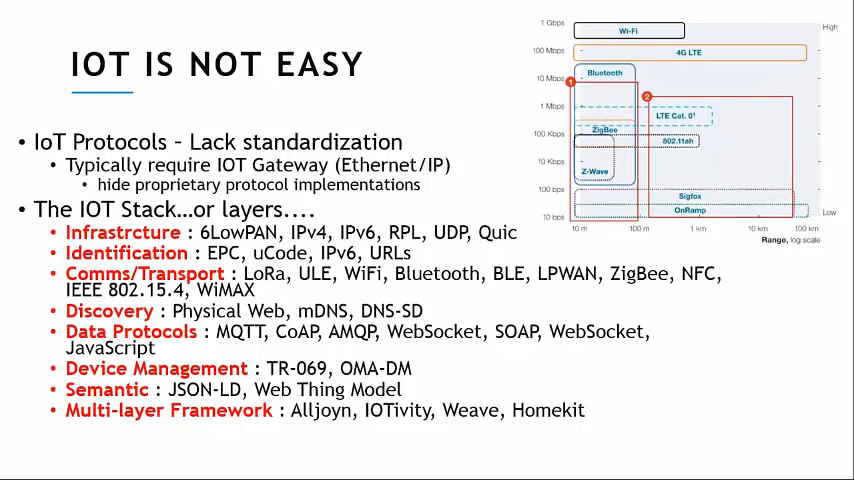 IOT IS NOT EASY
• IoT Protocols – Lack standardization
• Typically require IOT Gateway (Ethernet/IP)
• hide proprietary protocol implementations
• The IOT Stack…or layers....
• Infrastrcture : 6LowPAN, IPv4, IPv6, RPL, UDP, Quic
• Identification : EPC, uCode, IPv6, URLs
• Comms/Transport : LoRa, ULE, WiFi, Bluetooth, BLE, LPWAN, ZigBee, NFC,
IEEE 802.15.4, WiMAX
• Discovery : Physical Web, mDNS, DNS-SD
• Data Protocols : MQTT, CoAP, AMQP, WebSocket, SOAP, WebSocket,
JavaScript
• Device Management : TR-069, OMA-DM
• Semantic : JSON-LD, Web Thing Model
• Multi-layer Framework : Alljoyn, IOTivity, Weave, Homekit
1 Gbps
100 Mbps
10 Mbps
1 Mbps
100 Kbps
10 Kbps
100 bps
10 bps
High
Low
Wi-Fi
4G LTE
Bluetooth
1
2
LTE Cat. 0¹
ZigBee
802.11ah
Z-Wave
Sigfox
OnRamp
10 m
100 m
1 km
10 km
100 km
Range, log scale